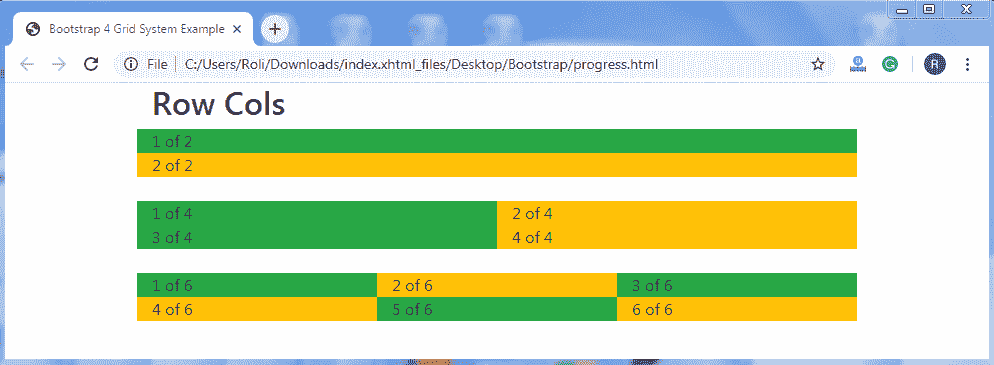 Bootstrap 4 Grid System Example
File C:/Users/Roli/Downloads/index.xhtml_files/Desktop/Bootstrap/progress.html
R
Row Cols
1 of 2
2 of 2
1 of 4 2 of 4
3 of 4 4 of 4
1 of 6 2 of 6 3 of 6
4 of 6 5 of 6 6 of 6